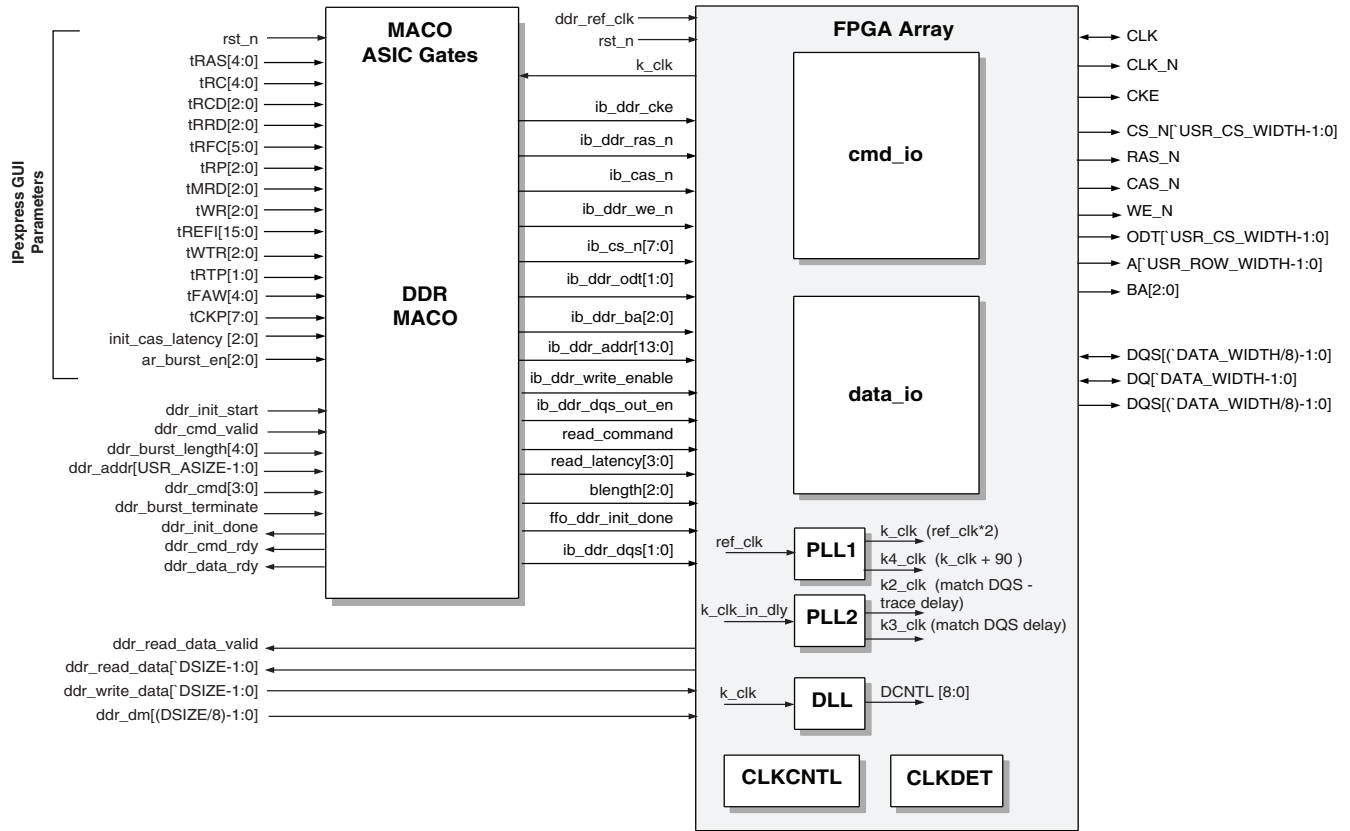 IPexpress GUI
Parameters
rst_n
tRAS[4:0]
tRC[4:0]
tRCD[2:0]
tRRD[2:0]
tRFC[5:0]
tRP[2:0]
tMRD[2:0]
tWR[2:0]
tREFI[15:0]
tWTR[2:0]
tRTP[1:0]
tFAW[4:0]
tCKP[7:0]
init_cas_latency [2:0]
ar_burst_en[2:0]
ddr_init_start
ddr_cmd_valid
ddr_burst_length[4:0]
ddr_addr[USR_ASIZE-1:0]
ddr_cmd[3:0]
ddr_burst_terminate
ddr_init_done
ddr_cmd_rdy
ddr_data_rdy
ddr_read_data_valid
ddr_read_data[`DSIZE-1:0]
ddr_write_data[`DSIZE-1:0]
ddr_dm[(DSIZE/8)-1:0]
MACO
ASIC Gates
DDR
MACO
ddr_ref_clk
rst_n
k_clk
ib_ddr_cke
ib_ddr_ras_n
ib_cas_n
ib_ddr_we_n
ib_cs_n[7:0]
ib_ddr_odt[1:0]
ib_ddr_ba[2:0]
ib_ddr_addr[13:0]
ib_ddr_write_enable
ib_ddr_dqs_out_en
read_command
read_latency[3:0]
blength[2:0]
ffo_ddr_init_done
ib_ddr_dqs[1:0]
FPGA Array
cmd_io
data_io
ref_clk
PLL1
k_clk (ref_clk*2)
k4_clk (k_clk + 90 )
k_clk_in_dly
PLL2
k2_clk (match DQS -
trace delay)
k3_clk (match DQS delay)
k_clk
DLL
DCNTL [8:0]
CLKCNTL
CLKDET
CLK
CLK_N
CKE
CS_N[`USR_CS_WIDTH-1:0]
RAS_N
CAS_N
WE_N
ODT[`USR_CS_WIDTH-1:0]
A[`USR_ROW_WIDTH-1:0]
BA[2:0]
DQS[(`DATA_WIDTH/8)-1:0]
DQ[`DATA_WIDTH-1:0]
DQS[(`DATA_WIDTH/8)-1:0]